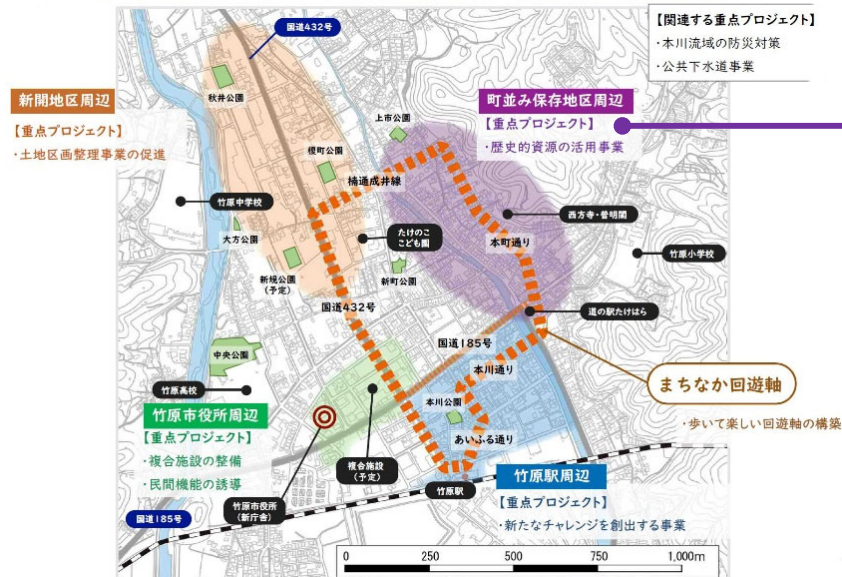 国道432号
【関連する重点プロジェクト】
・本川流域の防災対策
・公共下水道事業
新開地区周辺
【重点プロジェクト】
・土地区画整理事業の促進
秋井公園
上市公園
町並み保存地区周辺
【重点プロジェクト】
・歴史的資源の活用事業
榎町公園
楠通成井線
竹原中学校
西方寺・普明閣
大方公園
たけのこ
こども園
本町通り
竹原小学校
新規公園
(予定)
新町公園
国道432号
道の駅たけはら
国道185号
中央公園
本川通り
まちなか回遊軸
・歩いて楽しい回遊軸の構築
竹原高校
竹原市役所周辺
【重点プロジェクト】
・複合施設の整備
・民間機能の誘導
本川公園
あいふる通り
複合施設
(予定)
竹原駅周辺
【重点プロジェクト】
・新たなチャレンジを創出する事業
竹原駅
竹原市役所
(新庁舎)
国道185号
0 250 500 750 1,000m